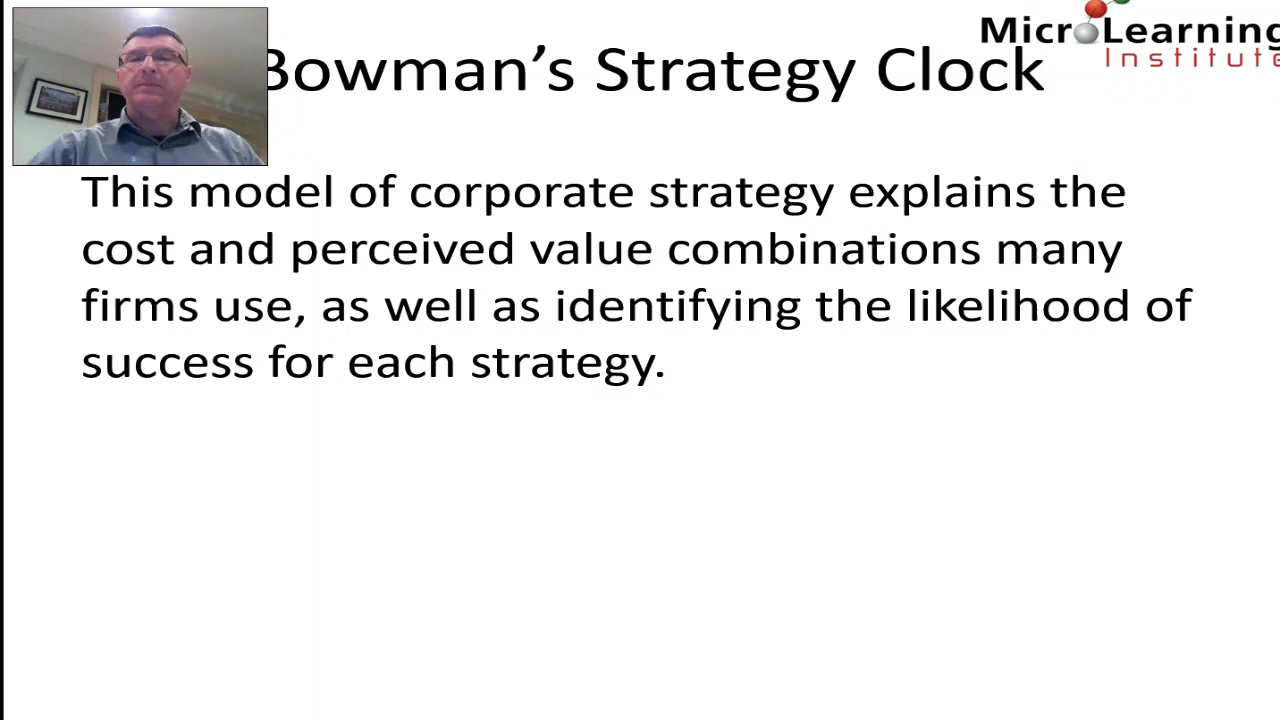 MicroLearning
Institute
Bowman's Strategy Clock
This model of corporate strategy explains the
cost and perceived value combinations many
firms use, as well as identifying the likelihood of
success for each strategy.